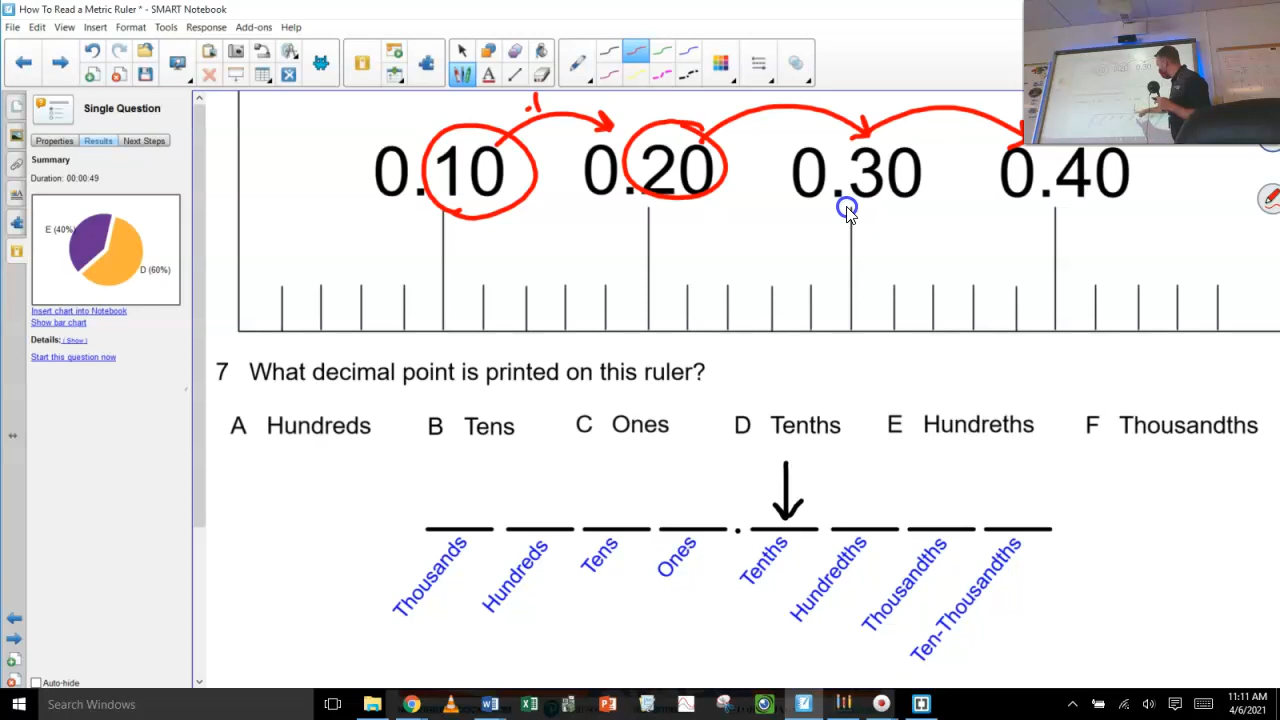 How To Read a Metric Ruler * - SMART Notebook
File Edit View Insert Format Tools Response Add-ons Help
Single Question
Properties Results Next Steps
Summary
Duration: 00:00:49
E (40%)
D (60%)
Insert chart into Notebook
Show bar chart
Details: ( Show )
Start this question now
Auto-hide
.1
0.10 0.20 0.30 0.40
7 What decimal point is printed on this ruler?
A Hundreds B Tens C Ones D Tenths E Hundreths F Thousandths
.
Thousands Hundreds Tens Ones Tenths Hundredths Thousandths Ten-Thousandths
Search Windows
11:11 AM
4/6/2021